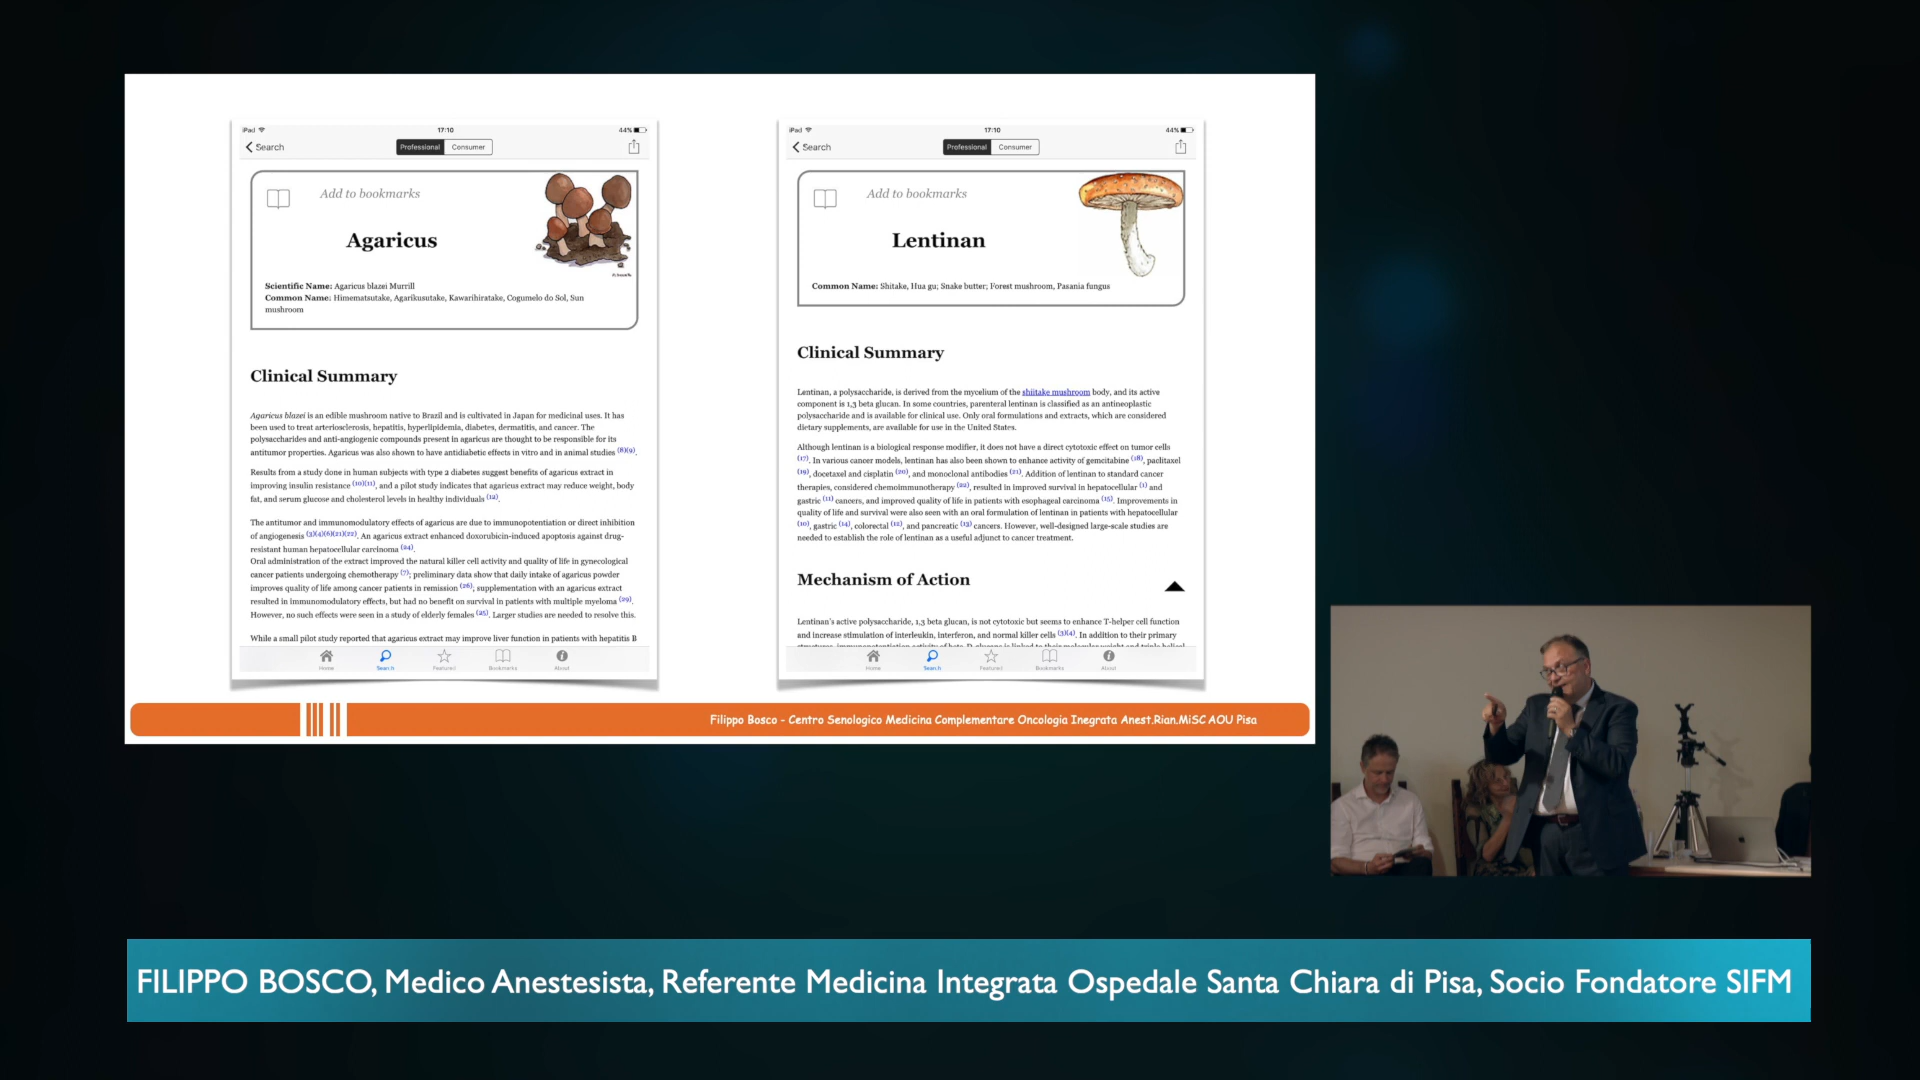 iPad 17:10 44%
Search Professional Consumer
Add to bookmarks
Agaricus
Scientific Name: Agaricus blazei Murrill
Common Name: Himematsutake, Agarikusutake, Kawarihiratake, Cogumelo do Sol, Sun
mushroom
Clinical Summary
Agaricus blazei is an edible mushroom native to Brazil and is cultivated in Japan for medicinal uses. It has
been used to treat arteriosclerosis, hepatitis, hyperlipidemia, diabetes, dermatitis, and cancer. The
polysaccharides and anti-angiogenic compounds present in agaricus are thought to be responsible for its
antitumor properties. Agaricus was also shown to have antidiabetic effects in vitro and in animal studies (8)(9).
Results from a study done in human subjects with type 2 diabetes suggest benefits of agaricus extract in
improving insulin resistance (10)(11), and a pilot study indicates that agaricus extract may reduce weight, body
fat, and serum glucose and cholesterol levels in healthy individuals (12).
The antitumor and immunomodulatory effects of agaricus are due to immunopotentiation or direct inhibition
of angiogenesis (3)(4)(6)(21)(22). An agaricus extract enhanced doxorubicin-induced apoptosis against drug-
resistant human hepatocellular carcinoma (24).
Oral administration of the extract improved the natural killer cell activity and quality of life in gynecological
cancer patients undergoing chemotherapy (7); preliminary data show that daily intake of agaricus powder
improves quality of life among cancer patients in remission (26); supplementation with an agaricus extract
resulted in immunomodulatory effects, but had no benefit on survival in patients with multiple myeloma (29).
However, no such effects were seen in a study of elderly females (25). Larger studies are needed to resolve this.
While a small pilot study reported that agaricus extract may improve liver function in patients with hepatitis B
Home Search Featured Bookmarks About
iPad 17:10 44%
Search Professional Consumer
Add to bookmarks
Lentinan
Common Name: Shitake, Hua gu; Snake butter; Forest mushroom, Pasania fungus
Clinical Summary
Lentinan, a polysaccharide, is derived from the mycelium of the shiitake mushroom body, and its active
component is 1,3 beta glucan. In some countries, parenteral lentinan is classified as an antineoplastic
polysaccharide and is available for clinical use. Only oral formulations and extracts, which are considered
dietary supplements, are available for use in the United States.
Although lentinan is a biological response modifier, it does not have a direct cytotoxic effect on tumor cells
(17). In various cancer models, lentinan has also been shown to enhance activity of gemcitabine (18), paclitaxel
(19), docetaxel and cisplatin (20), and monoclonal antibodies (21). Addition of lentinan to standard cancer
therapies, considered chemoimmunotherapy (22), resulted in improved survival in hepatocellular (1) and
gastric (11) cancers, and improved quality of life in patients with esophageal carcinoma (15). Improvements in
quality of life and survival were also seen with an oral formulation of lentinan in patients with hepatocellular
(10), gastric (14), colorectal (12), and pancreatic (13) cancers. However, well-designed large-scale studies are
needed to establish the role of lentinan as a useful adjunct to cancer treatment.
Mechanism of Action
Lentinan's active polysaccharide, 1,3 beta glucan, is not cytotoxic but seems to enhance T-helper cell function
and increase stimulation of interleukin, interferon, and normal killer cells (3)(4). In addition to their primary
Home Search Featured Bookmarks About
Filippo Bosco - Centro Senologico Medicina Complementare Oncologia Inegrata Anest.Rian.MiSC AOU Pisa
FILIPPO BOSCO, Medico Anestesista, Referente Medicina Integrata Ospedale Santa Chiara di Pisa, Socio Fondatore SIFM